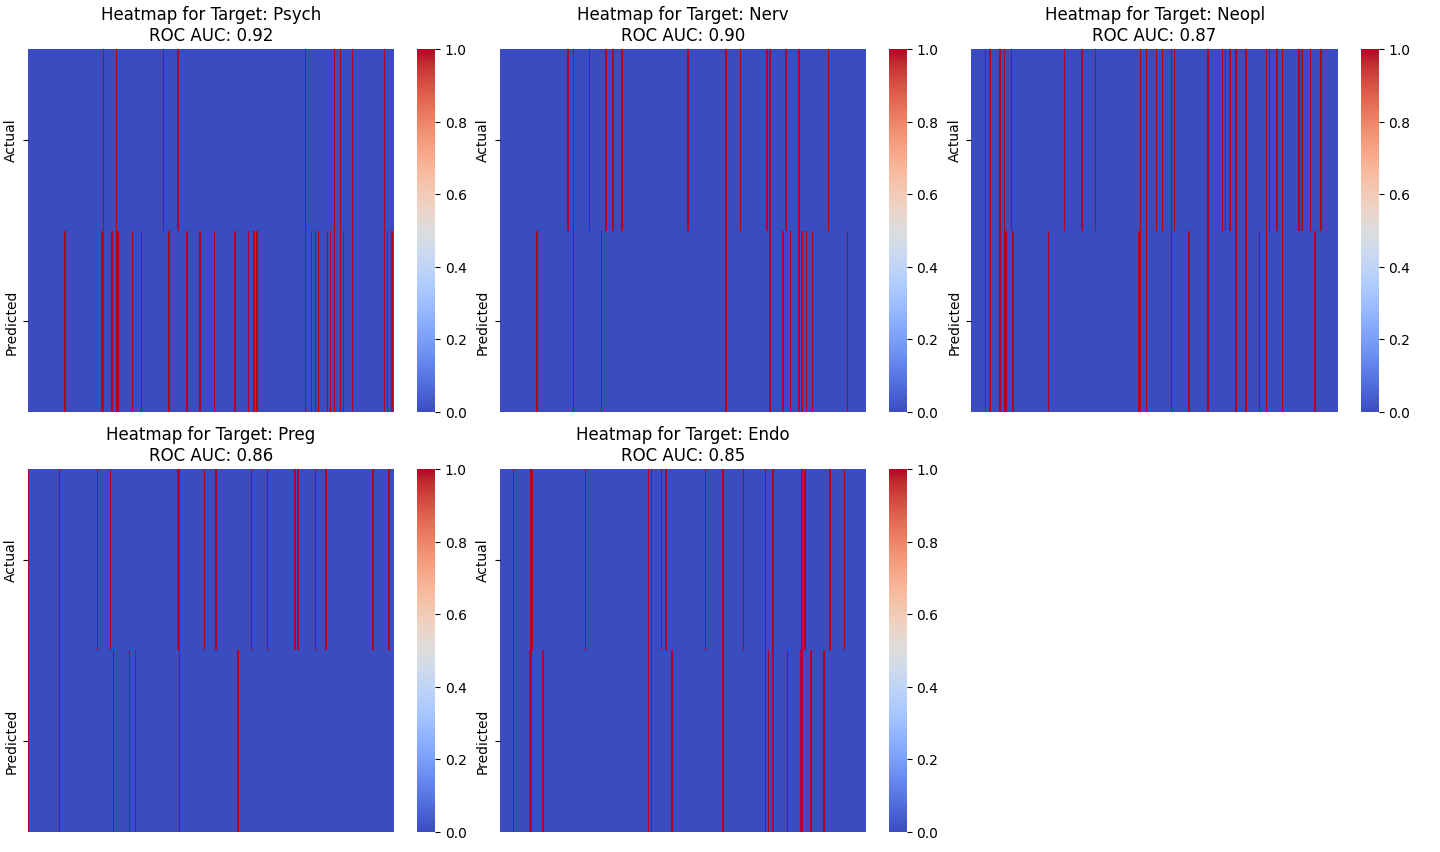 Heatmap for Target: Psych
ROC AUC: 0.92
Actual
Predicted
1.0
0.8
0.6
0.4
0.2
0.0
Heatmap for Target: Nerv
ROC AUC: 0.90
Actual
Predicted
1.0
0.8
0.6
0.4
0.2
0.0
Heatmap for Target: Neopl
ROC AUC: 0.87
Actual
Predicted
1.0
0.8
0.6
0.4
0.2
0.0
Heatmap for Target: Preg
ROC AUC: 0.86
Actual
Predicted
1.0
0.8
0.6
0.4
0.2
0.0
Heatmap for Target: Endo
ROC AUC: 0.85
Actual
Predicted
1.0
0.8
0.6
0.4
0.2
0.0